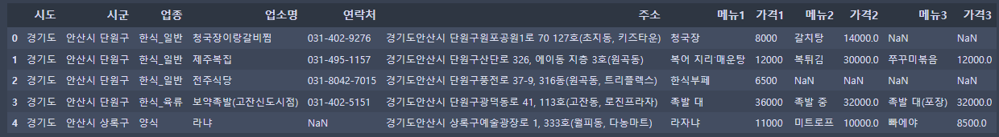 시도 시군 업종 업소명 연락처 주소 메뉴1 가격1 메뉴2 가격2 메뉴3 가격3
0 경기도 안산시 단원구 한식_일반 청국장이랑갈비찜 031-402-9276 경기도안산시 단원구원포공원1로 70 127호(초지동, 키즈타운) 청국장 8000 갈치탕 14000.0 NaN NaN
1 경기도 안산시 단원구 한식_일반 제주복집 031-495-1157 경기도안산시 단원구산단로 326, 에이동 지층 3호(원곡동) 복어 지리·매운탕 12000 복튀김 30000.0 쭈꾸미볶음 12000.0
2 경기도 안산시 단원구 한식_일반 전주식당 031-8042-7015 경기도안산시 단원구풍전로 37-9, 316동(원곡동, 트리플렉스) 한식부페 6500 NaN NaN NaN NaN
3 경기도 안산시 단원구 한식_육류 보약족발(고잔신도시점) 031-402-5151 경기도안산시 단원구광덕동로 41, 113호(고잔동, 로진프라자) 족발 대 36000 족발 중 32000.0 족발 대(포장) 32000.0
4 경기도 안산시 상록구 양식 라냐 NaN 경기도안산시 상록구예술광장로 1, 333호(월피동, 다농마트) 라자냐 11000 미트로프 10000.0 빠에야 8500.0